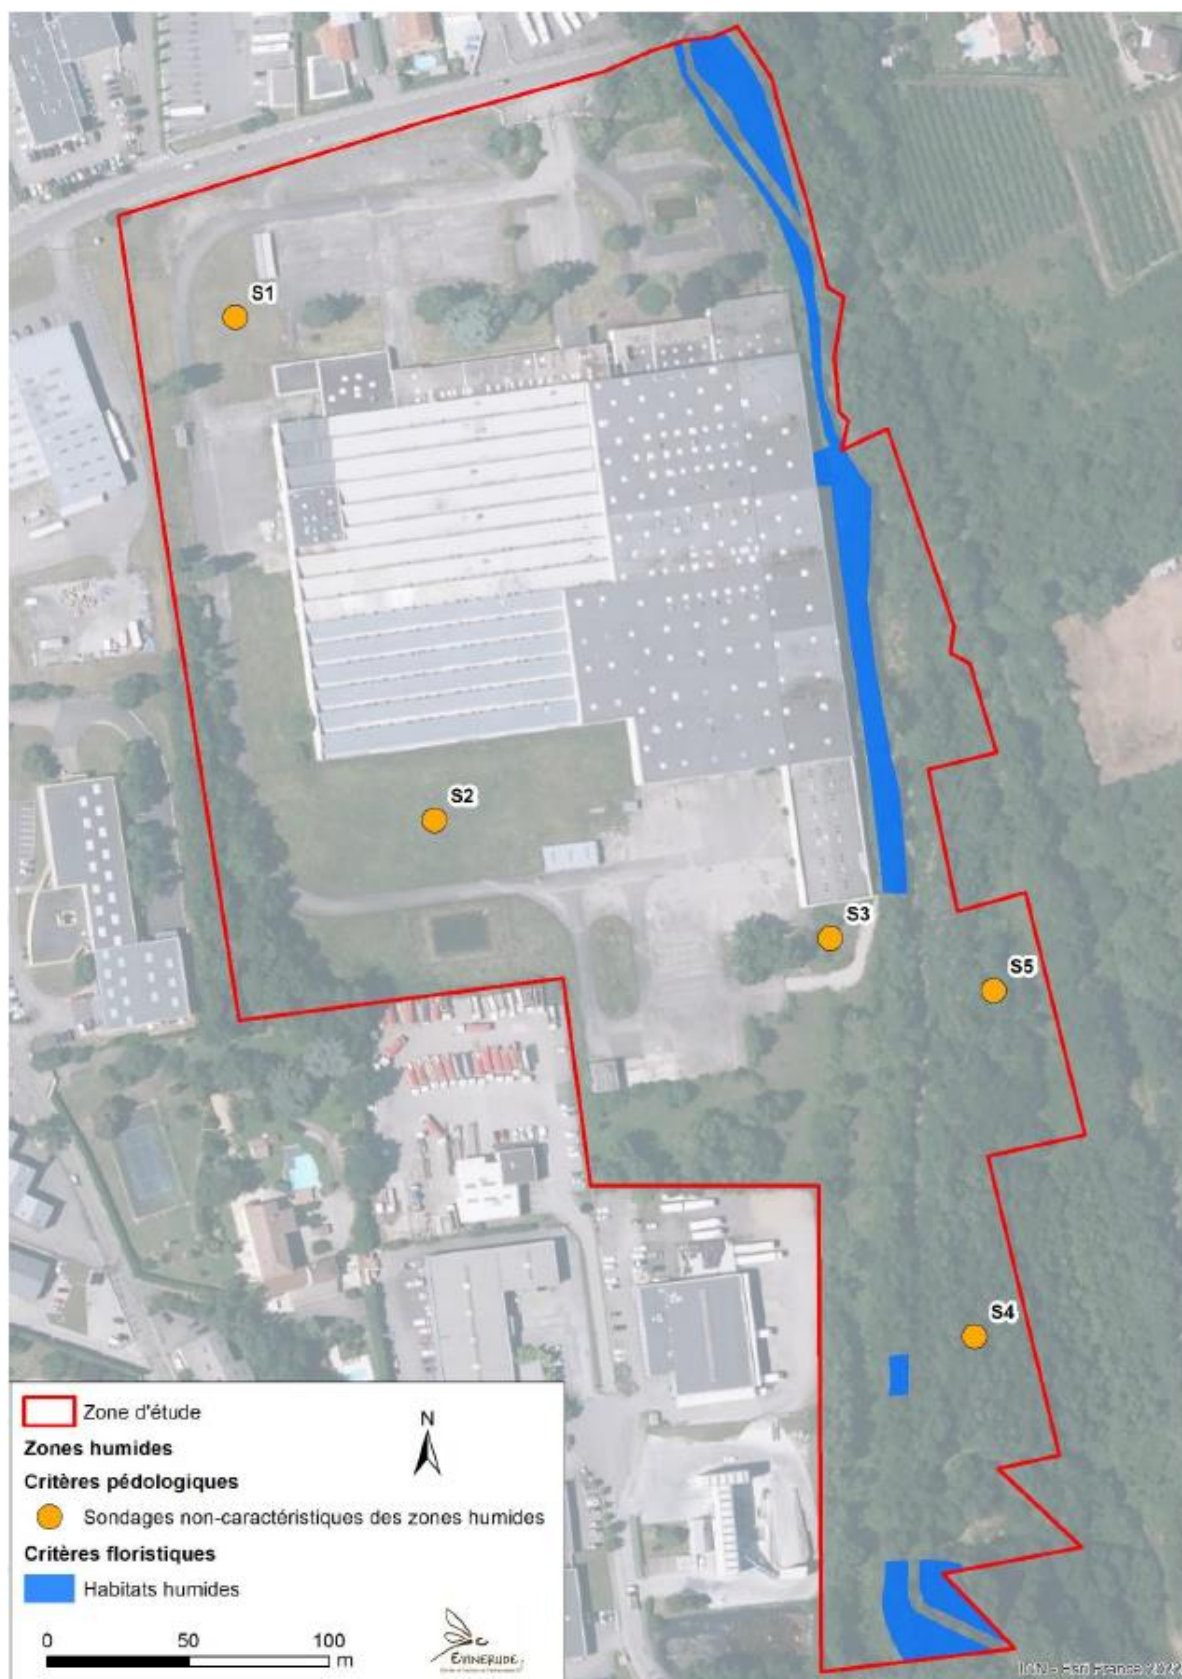 S1
S2
S3
S5
S4
Zone d'étude
N
Zones humides
Critères pédologiques
Sondages non-caractéristiques des zones humides
Critères floristiques
Habitats humides
0 50 100
m
EVINERUDE